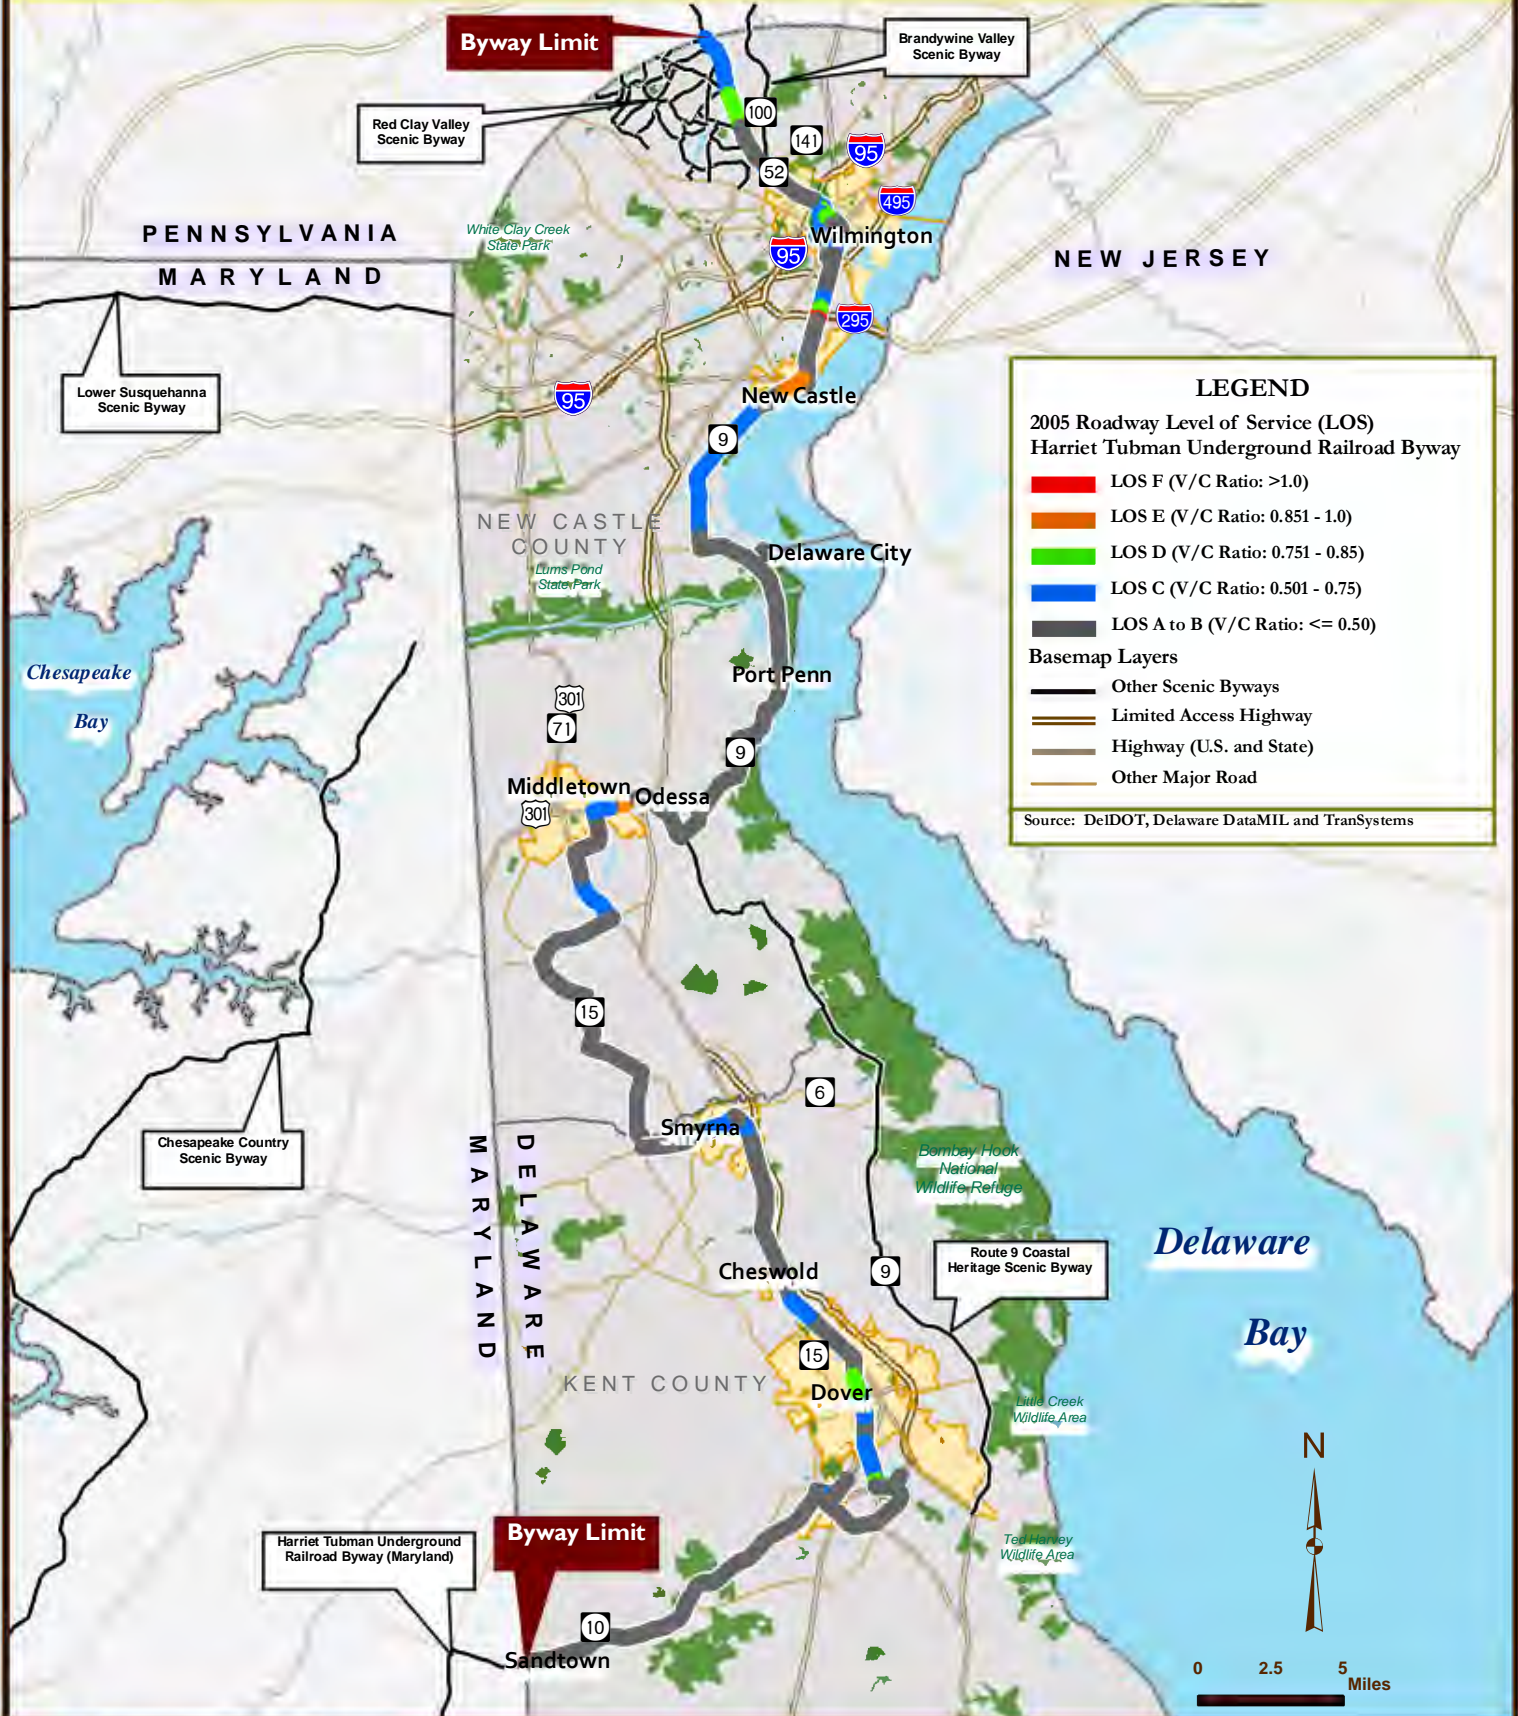 Byway Limit
Brandywine Valley
Scenic Byway
Red Clay Valley
Scenic Byway
100
141
95
52
495
PENNSYLVANIA
White Clay Creek
State Park
Wilmington
95
NEW JERSEY
MARYLAND
295
Lower Susquehanna
Scenic Byway
95
New Castle
9
LEGEND
2005 Roadway Level of Service (LOS)
Harriet Tubman Underground Railroad Byway
LOS F (V/C Ratio: >1.0)
LOS E (V/C Ratio: 0.851 - 1.0)
LOS D (V/C Ratio: 0.751 - 0.85)
LOS C (V/C Ratio: 0.501 - 0.75)
LOS A to B (V/C Ratio: <= 0.50)
Basemap Layers
Other Scenic Byways
Limited Access Highway
Highway (U.S. and State)
Other Major Road
Source: DelDOT, Delaware DataMIL and TranSystems
NEW CASTLE
COUNTY
Delaware City
Lums Pond
State Park
Chesapeake
Bay
Port Penn
301
71
9
Middletown
Odessa
301
15
6
Smyrna
Chesapeake Country
Scenic Byway
MARYLAND
DELAWARE
Bombay Hook
National
Wildlife Refuge
Delaware
Bay
Route 9 Coastal
Heritage Scenic Byway
Cheswold
9
15
KENT COUNTY
Dover
Little Creek
Wildlife Area
N
Byway Limit
Harriet Tubman Underground
Railroad Byway (Maryland)
Ted Harvey
Wildlife Area
10
Sandtown
0 2.5 5
Miles